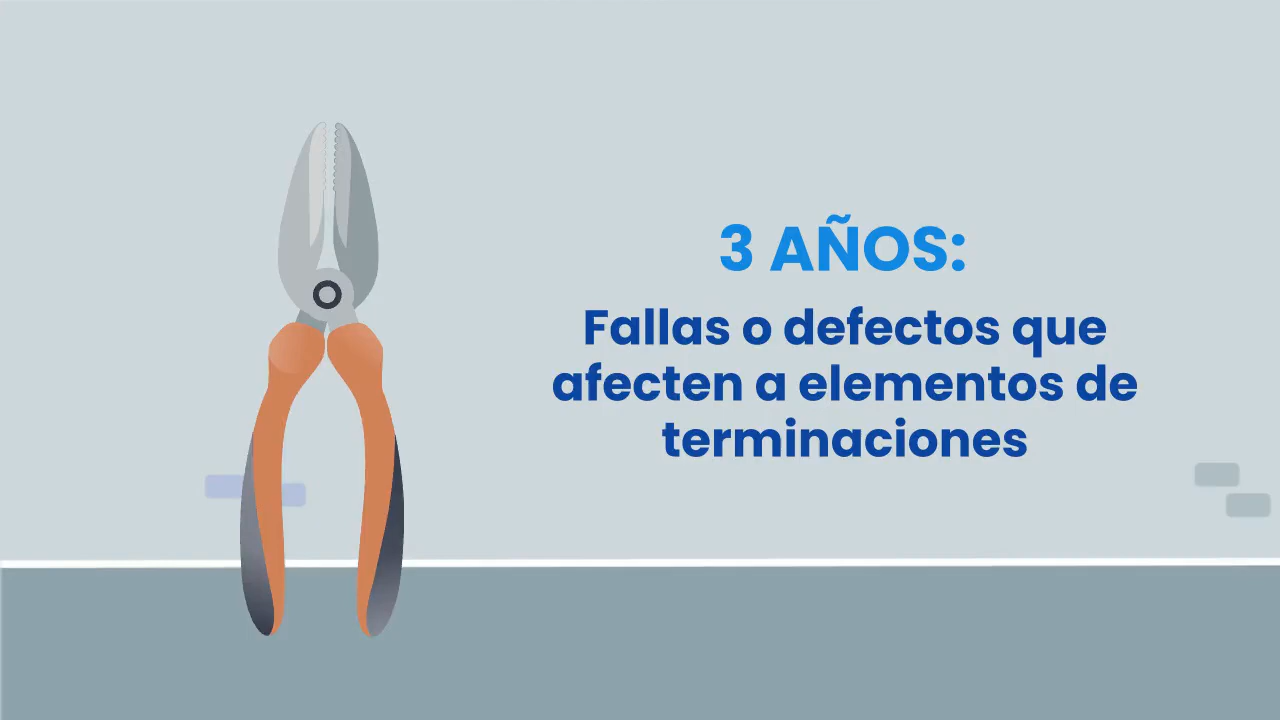 3 AÑOS:
Fallas o defectos que
afecten a elementos de
terminaciones